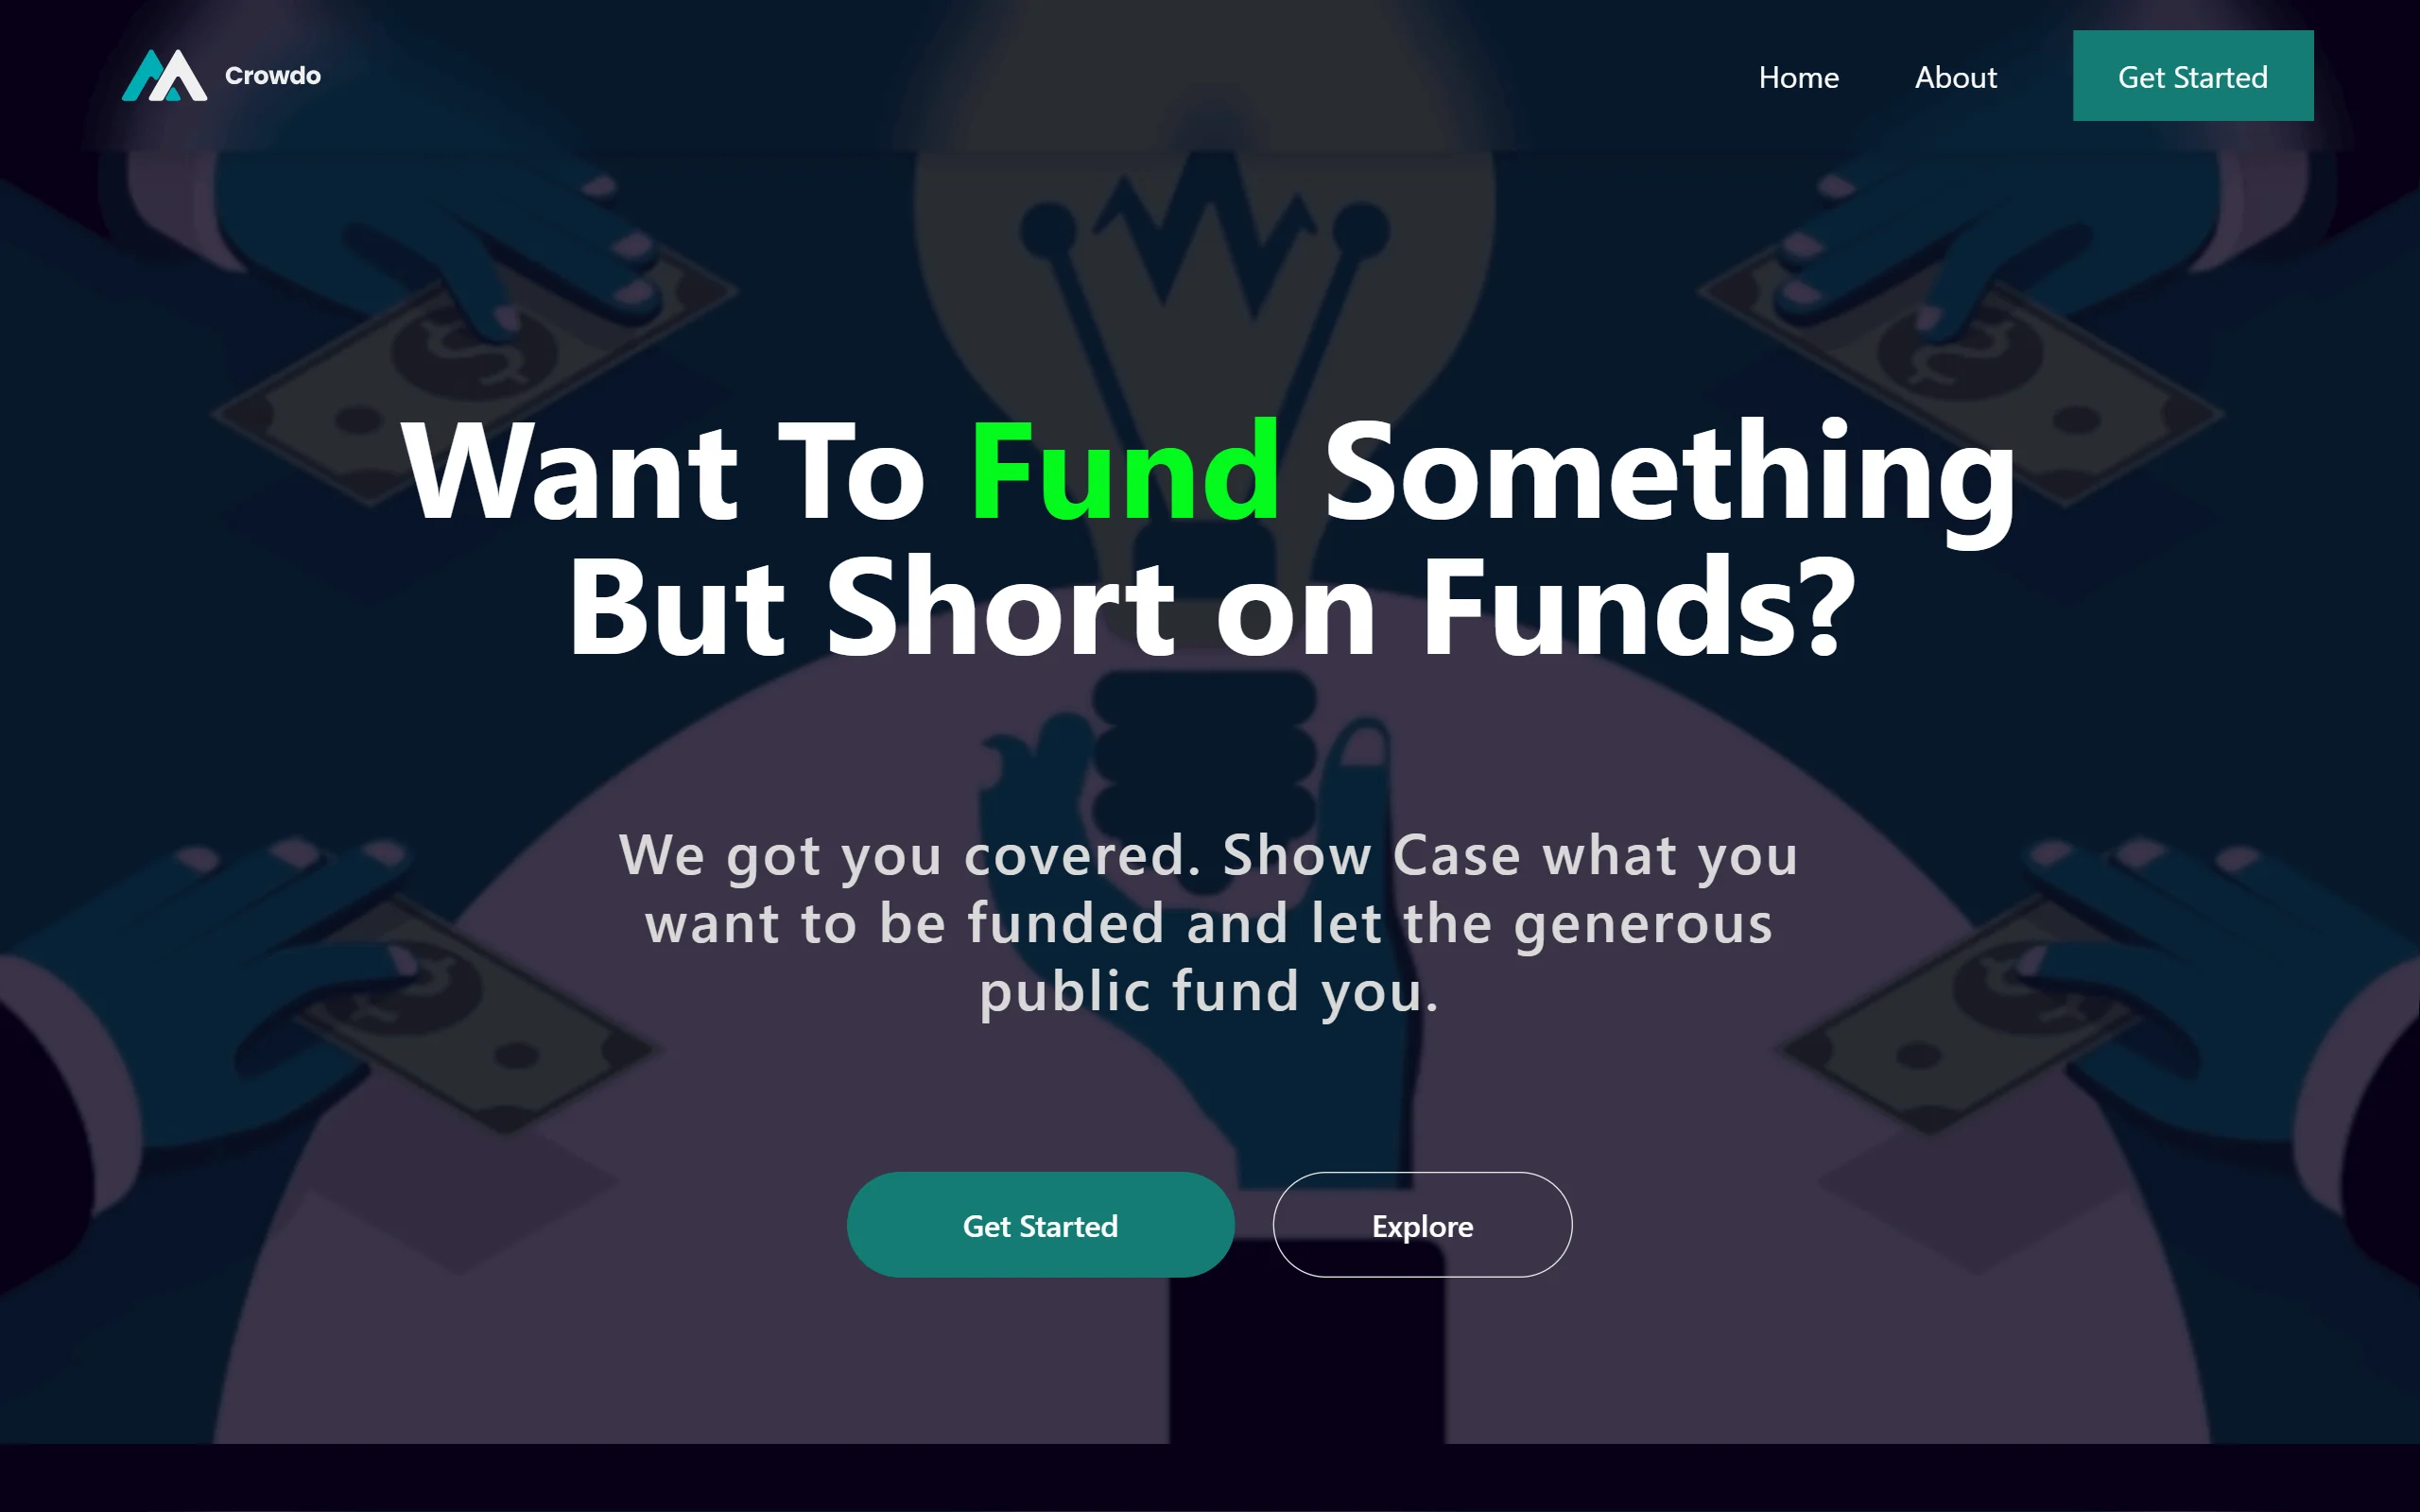 Crowdo
Home
About
Get Started
Want To Fund Something
But Short on Funds?
We got you covered. Show Case what you
want to be funded and let the generous
public fund you.
Get Started
Explore